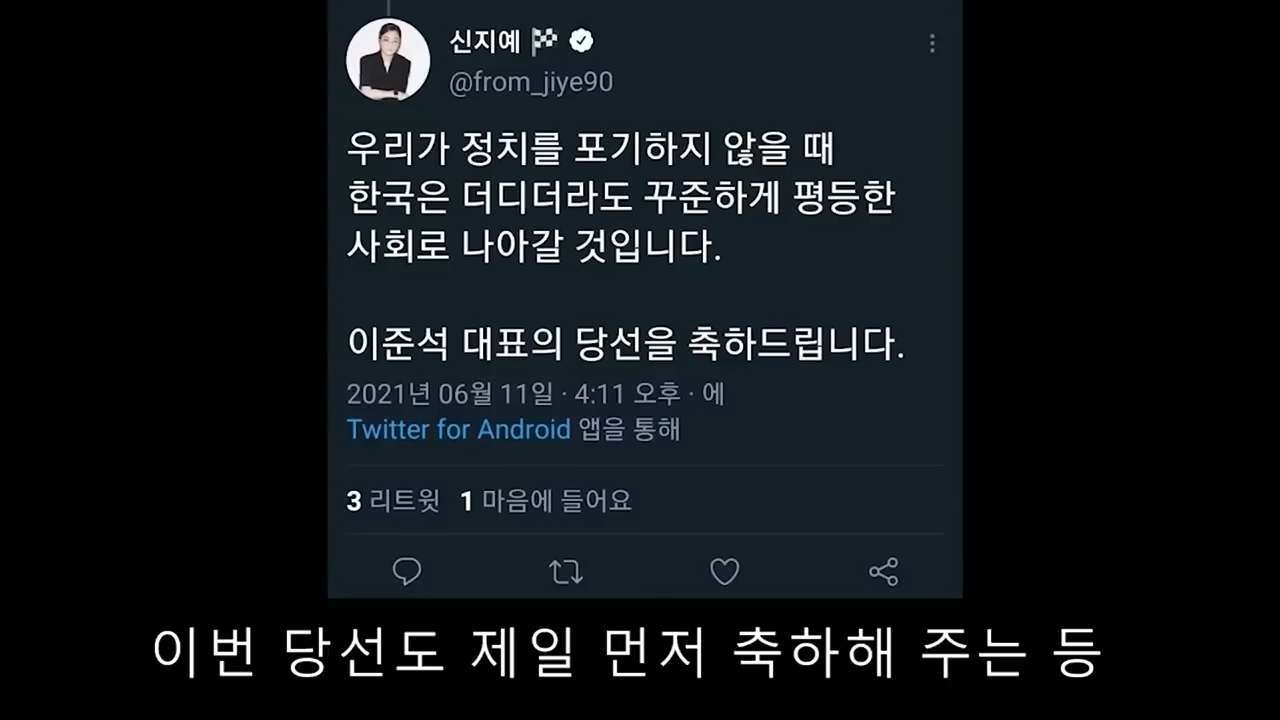 신지예
@from_jiye90
우리가 정치를 포기하지 않을 때
한국은 더디더라도 꾸준하게 평등한
사회로 나아갈 것입니다.
이준석 대표의 당선을 축하드립니다.
2021년 06월 11일 · 4:11 오후 · 에
Twitter for Android 앱을 통해
3 리트윗 1 마음에 들어요
이번 당선도 제일 먼저 축하해 주는 등